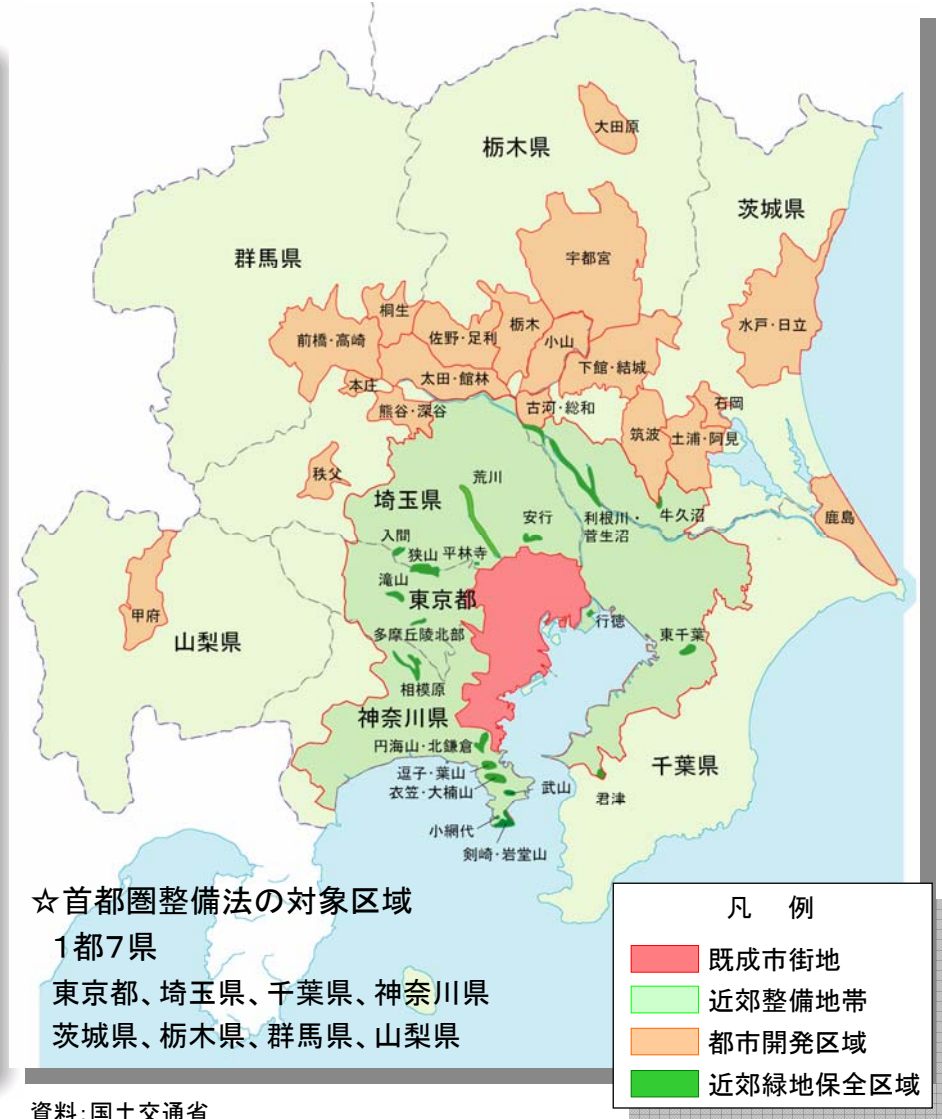 大田原
栃木県
茨城県
宇都宮
群馬県
桐生
前橋・高崎
佐野・足利
栃木
小山
水戸・日立
下館・結城
太田・館林
本庄
熊谷・深谷
古河・総和
石岡
筑波
土浦・阿見
秩父
荒川
埼玉県
安行
利根川・
菅生沼
牛久沼
鹿島
入間
狭山
平林寺
滝山
東京都
甲府
行徳
多摩丘陵北部
東千葉
山梨県
相模原
神奈川県
円海山・北鎌倉
千葉県
逗子・葉山
衣笠・大楠山
武山
君津
小網代
剣崎・岩堂山
☆首都圏整備法の対象区域
1都7県
東京都、埼玉県、千葉県、神奈川県
茨城県、栃木県、群馬県、山梨県
凡 例
既成市街地
近郊整備地帯
都市開発区域
近郊緑地保全区域
資料:国土交通省